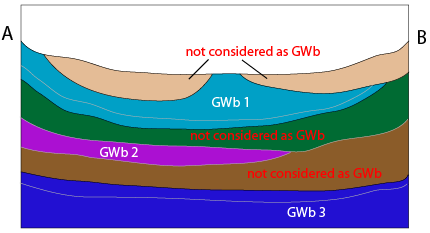 A
B
not considered as GWb
GWb 1
not considered as GWb
GWb 2
not considered as GWb
GWb 3